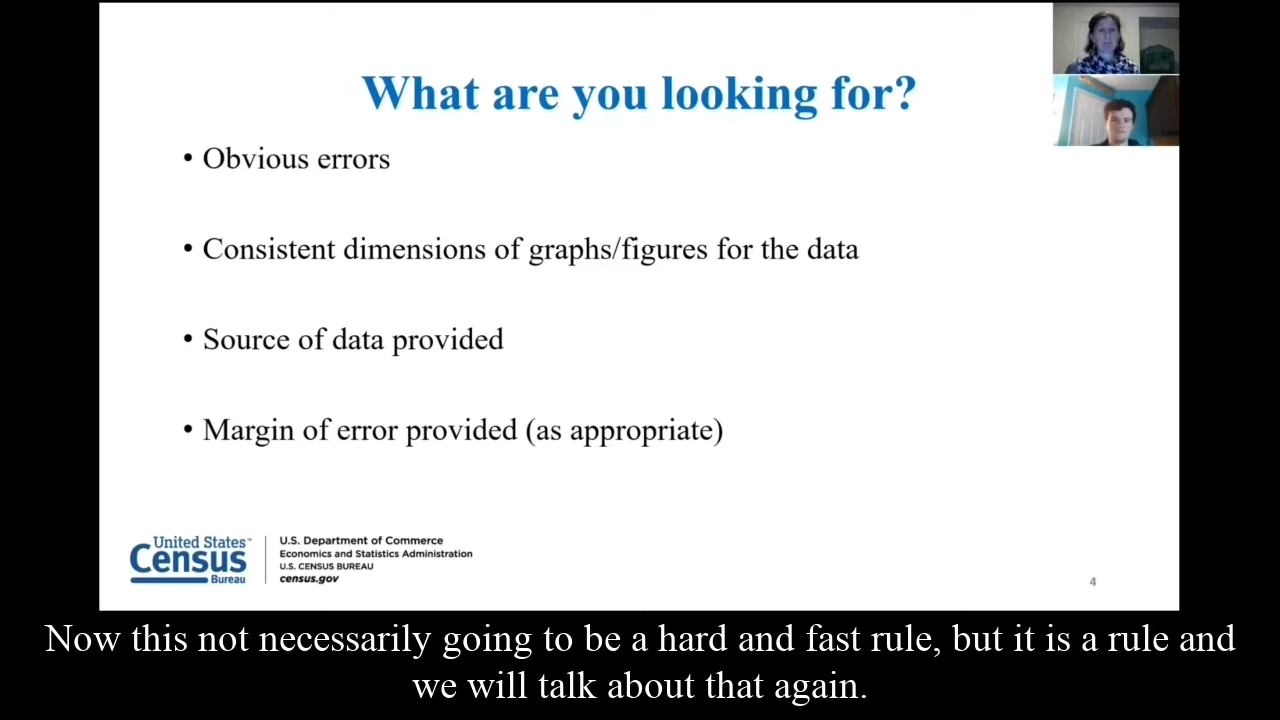 What are you looking for?
• Obvious errors
• Consistent dimensions of graphs/figures for the data
• Source of data provided
• Margin of error provided (as appropriate)
United States™
Census
Bureau
U.S. Department of Commerce
Economics and Statistics Administration
U.S. CENSUS BUREAU
census.gov
4
Now this not necessarily going to be a hard and fast rule, but it is a rule and
we will talk about that again.